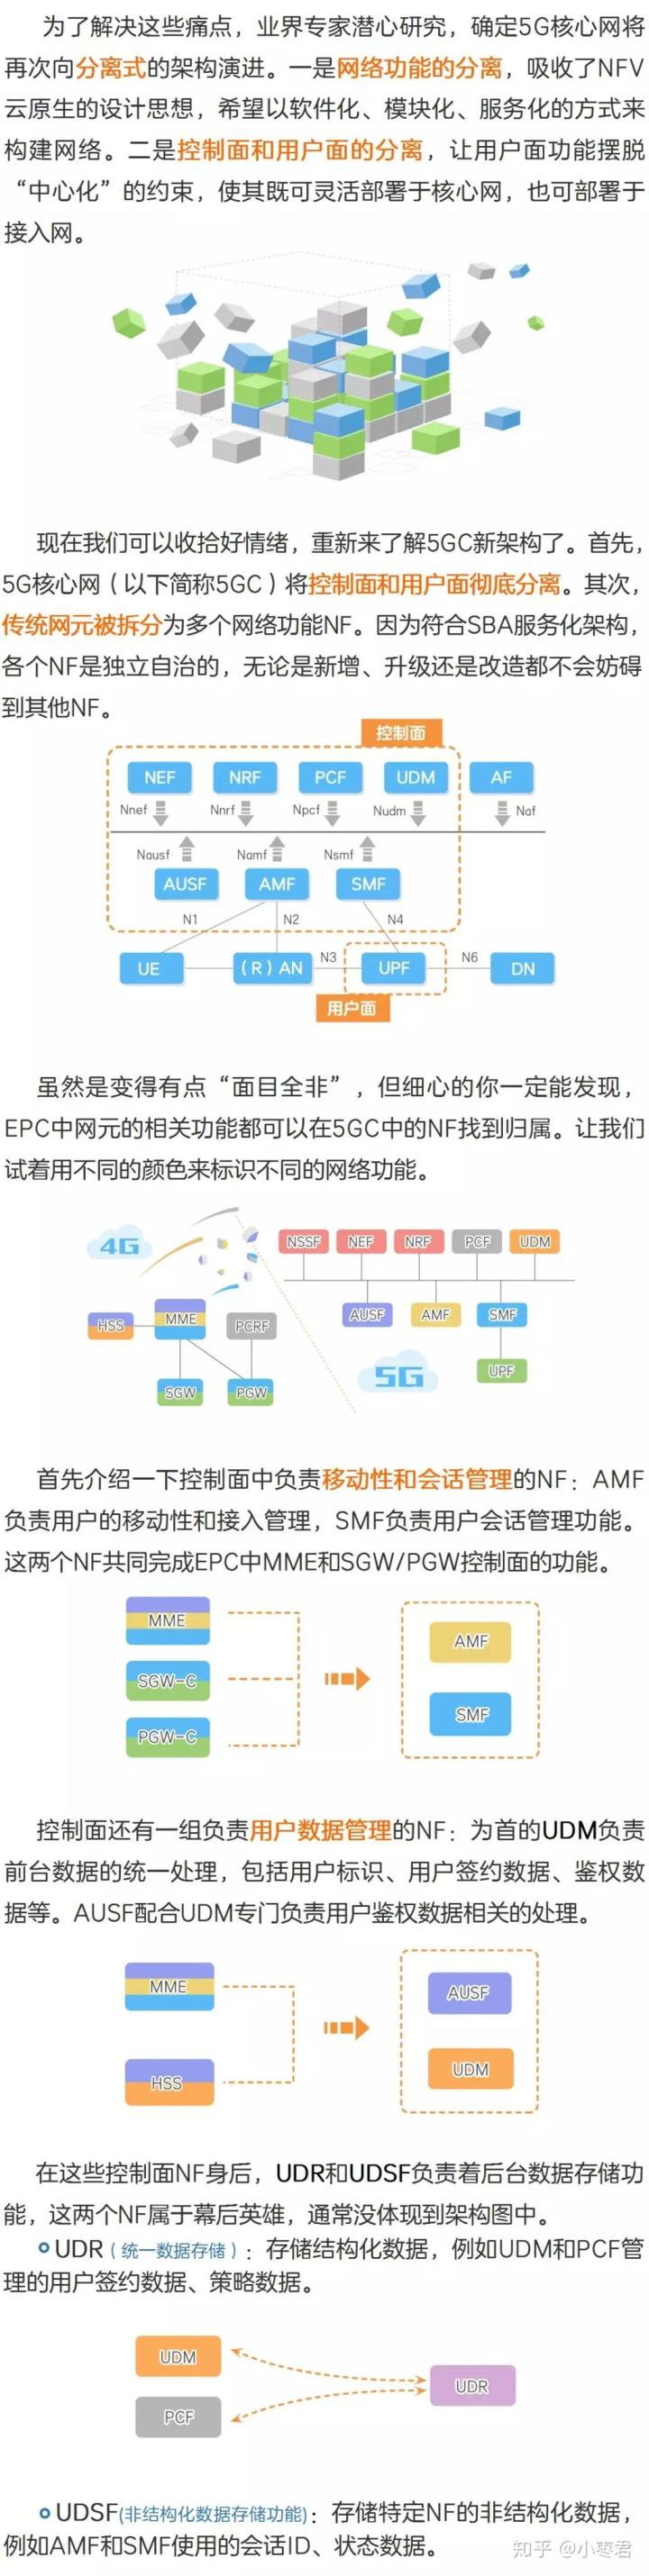 为了解决这些痛点，业界专家潜心研究，确定5G核心网将
再次向分离式的架构演进。一是网络功能的分离，吸收了NFV
云原生的设计思想，希望以软件化、模块化、服务化的方式来
构建网络。二是控制面和用户面的分离，让用户面功能摆脱
“中心化”的约束，使其既可灵活部署于核心网，也可部署于
接入网。
现在我们可以收拾好情绪，重新来了解5GC新架构了。首先，
5G核心网（以下简称5GC）将控制面和用户面彻底分离。其次，
传统网元被拆分为多个网络功能NF。因为符合SBA服务化架构，
各个NF是独立自治的，无论是新增、升级还是改造都不会妨碍
到其他NF。
控制面
NEF NRF PCF UDM AF
Nnef Nnrf Npcf Nudm Naf
Nausf Namf Nsmf
AUSF AMF SMF
N1 N2 N4
UE （R）AN N3 UPF N6 DN
用户面
虽然是变得有点“面目全非”，但细心的你一定能发现，
EPC中网元的相关功能都可以在5GC中的NF找到归属。让我们
试着用不同的颜色来标识不同的网络功能。
4G NSSF NEF NRF PCF UDM
HSS MME PCRF AUSF AMF SMF
SGW PGW 5G UPF
首先介绍一下控制面中负责移动性和会话管理的NF：AMF
负责用户的移动性和接入管理，SMF负责用户会话管理功能。
这两个NF共同完成EPC中MME和SGW/PGW控制面的功能。
MME
AMF
SGW-C
SMF
PGW-C
控制面还有一组负责用户数据管理的NF：为首的UDM负责
前台数据的统一处理，包括用户标识、用户签约数据、鉴权数
据等。AUSF配合UDM专门负责用户鉴权数据相关的处理。
MME AUSF
HSS UDM
在这些控制面NF身后，UDR和UDSF负责着后台数据存储功
能，这两个NF属于幕后英雄，通常没体现到架构图中。
UDR（统一数据存储）：存储结构化数据，例如UDM和PCF管
理的用户签约数据、策略数据。
UDM
UDR
PCF
UDSF(非结构化数据存储功能)：存储特定NF的非结构化数据，
例如AMF和SMF使用的会话ID、状态数据。
知乎 @小枣君